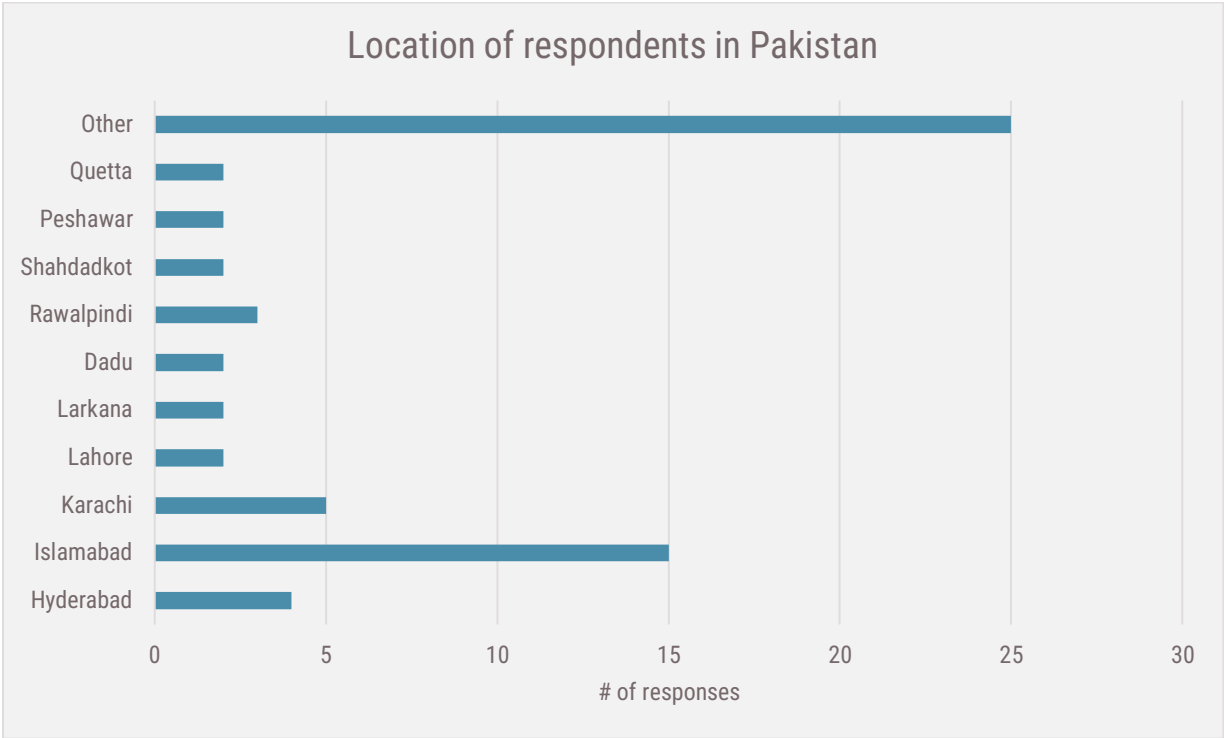 Location of respondents in Pakistan
Other
Quetta
Peshawar
Shahdadkot
Rawalpindi
Dadu
Larkana
Lahore
Karachi
Islamabad
Hyderabad
0 5 10 15 20 25 30
# of responses